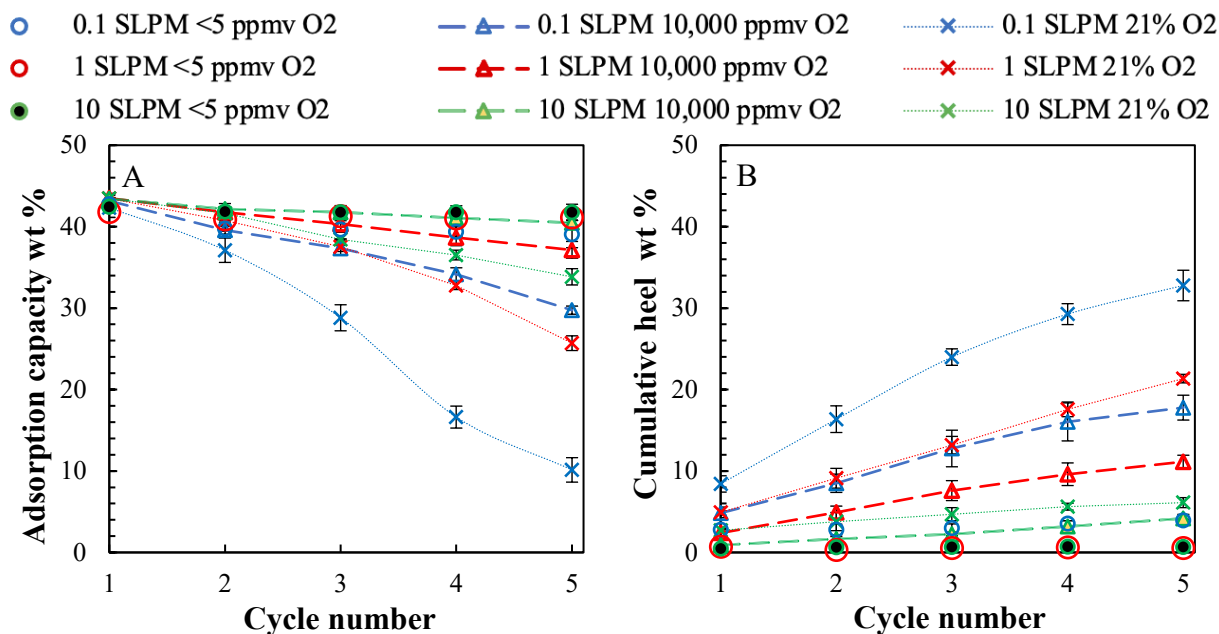 0.1 SLPM <5 ppmv O2
0.1 SLPM 10,000 ppmv O2
0.1 SLPM 21% O2
1 SLPM <5 ppmv O2
1 SLPM 10,000 ppmv O2
1 SLPM 21% O2
10 SLPM <5 ppmv O2
10 SLPM 10,000 ppmv O2
10 SLPM 21% O2
A
Adsorption capacity wt %
50
40
30
20
10
0
1 2 3 4 5
Cycle number
B
Cumulative heel wt %
50
40
30
20
10
0
1 2 3 4 5
Cycle number